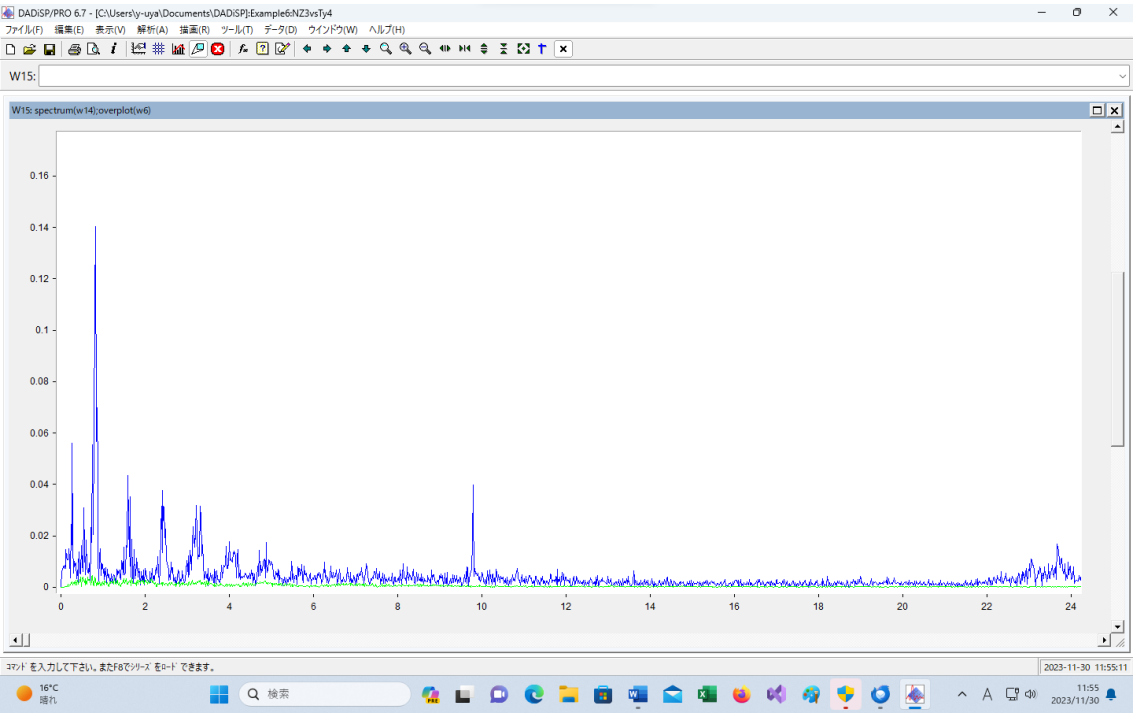 DADiSP/PRO 6.7 - [C:\Users\y-uya\Documents\DADiSP]:Example6:NZ3vsTy4
ファイル(F) 編集(E) 表示(V) 解析(A) 描画(R) ツール(T) データ(D) ウインドウ(W) ヘルプ(H)
W15:
W15: spectrum(w14);overplot(w6)
0.16
0.14
0.12
0.1
0.08
0.06
0.04
0.02
0
0 2 4 6 8 10 12 14 16 18 20 22 24
コマンドを入力して下さい。またF8でシリーズをロードできます。
2023-11-30 11:55:11
16°C
晴れ
検索
PRE
A
11:55
2023/11/30